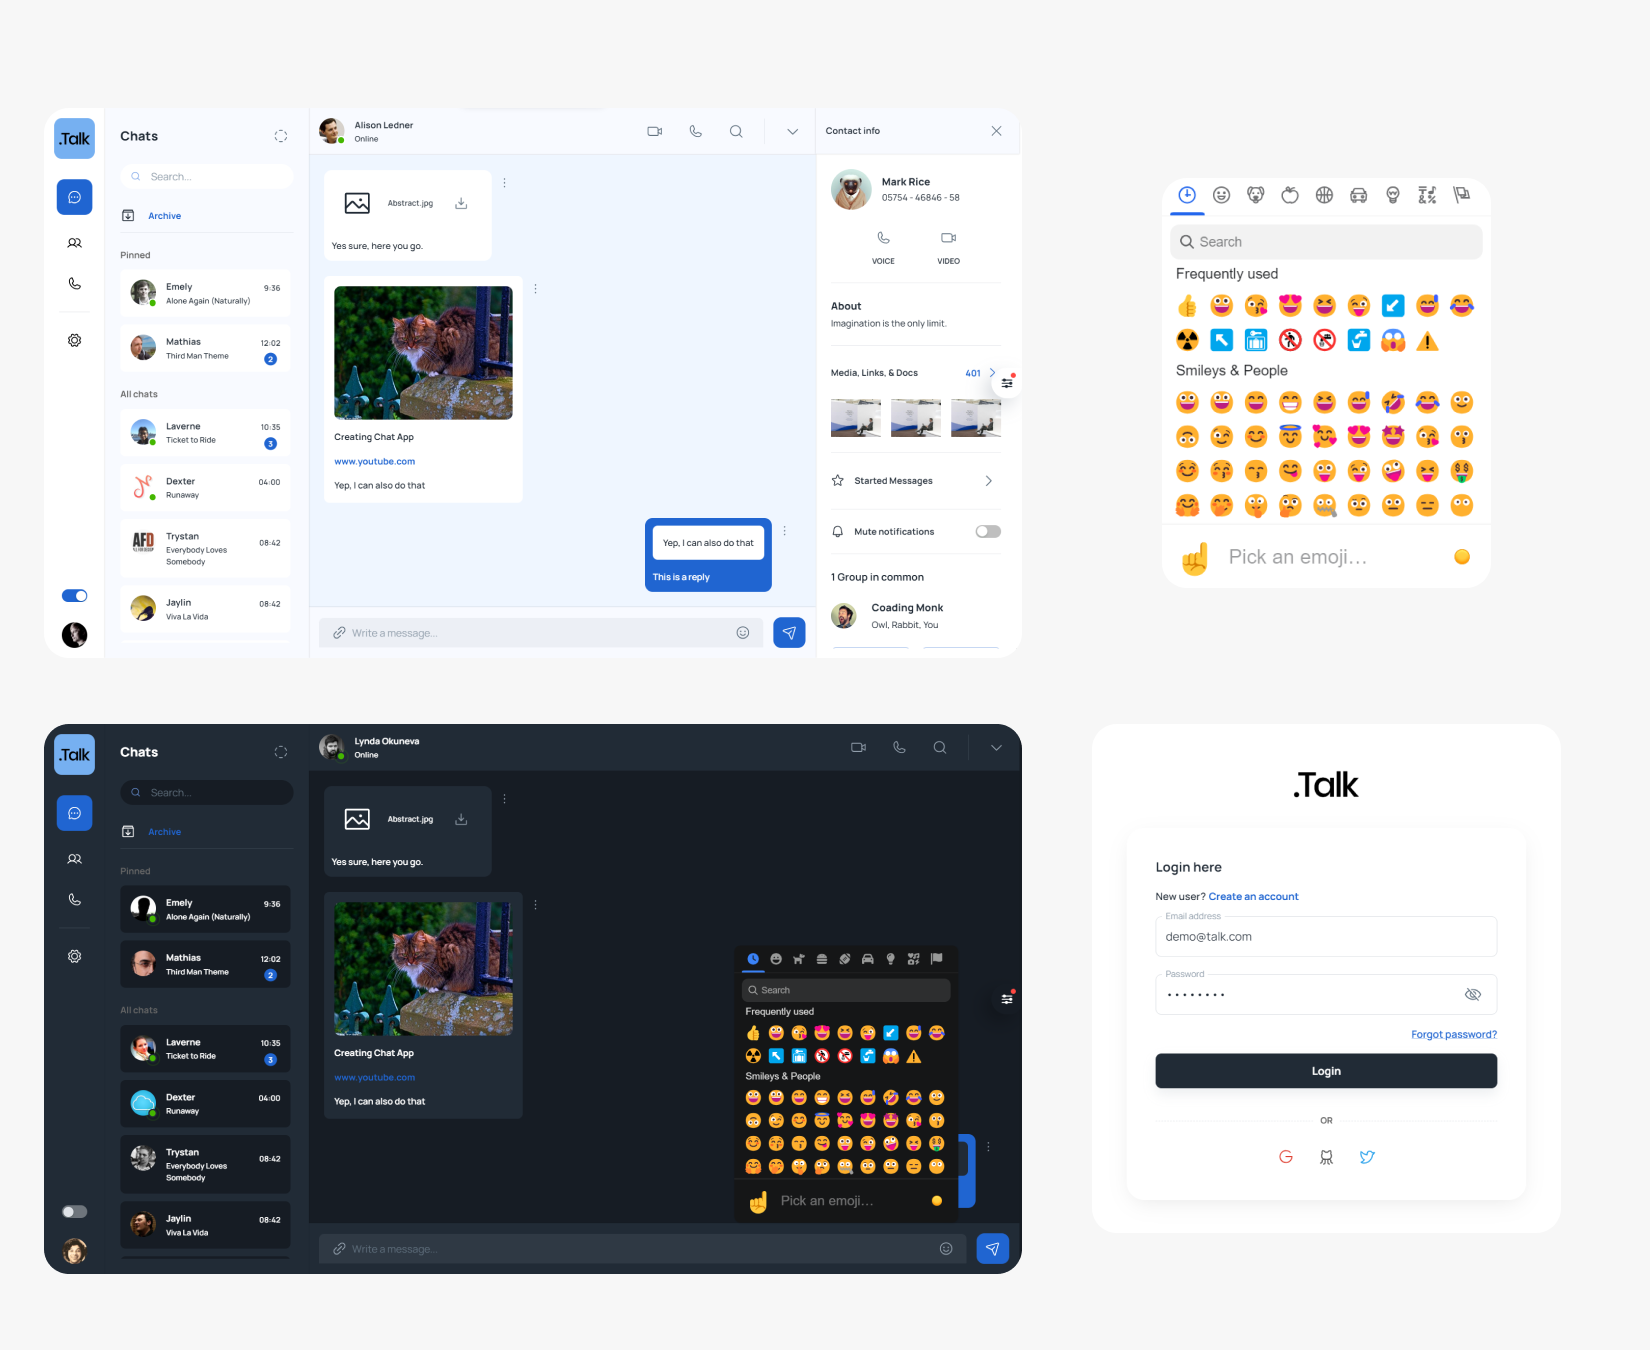 .Talk
Chats
Search...
Archive
Pinned
Emely
9:36
Alone Again (Naturally)
Mathias
12:02
Third Man Theme
2
All chats
Laverne
10:35
Ticket to Ride
3
Dexter
04:00
Runaway
AFD
Trystan
08:42
Everybody Loves
Somebody
Jaylin
08:42
Viva La Vida
Alison Ledner
Online
Abstract.jpg
Yes sure, here you go.
Creating Chat App
www.youtube.com
Yep, I can also do that
Yep, I can also do that
This is a reply
Write a message...
Contact info
Mark Rice
05754 - 46846 - 58
VOICE
VIDEO
About
Imagination is the only limit.
Media, Links, & Docs
401
Started Messages
Mute notifications
1 Group in common
Coading Monk
Owl, Rabbit, You
Search
Frequently used
Smileys & People
Pick an emoji...
.Talk
Chats
Search...
Archive
Pinned
Emely
9:36
Alone Again (Naturally)
Mathias
12:02
Third Man Theme
2
All chats
Laverne
10:35
Ticket to Ride
3
Dexter
04:00
Runaway
Trystan
08:42
Everybody Loves
Somebody
Jaylin
08:42
Viva La Vida
Lynda Okuneva
Online
Abstract.jpg
Yes sure, here you go.
Creating Chat App
www.youtube.com
Yep, I can also do that
Search
Frequently used
Smileys & People
Pick an emoji...
Write a message...
.Talk
Login here
New user? Create an account
Email address
demo@talk.com
Password
Forgot password?
Login
OR